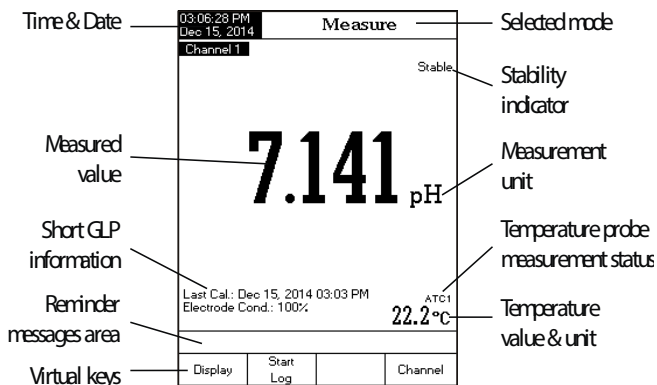 Time & Date
03:06:28 PM
Dec 15, 2014
Measure
Selected mode
Channel 1
Stable
Stability
indicator
Measured
value
7.141 pH
Measurement
unit
Short GLP
information
Temperature probe
measurement status
Last Cal.: Dec 15, 2014 03:03 PM
Electrode Cond.: 100%
ATC1
22.2°C
Reminder
messages area
Temperature
value & unit
Virtual keys
Display
Start
Log
Channel